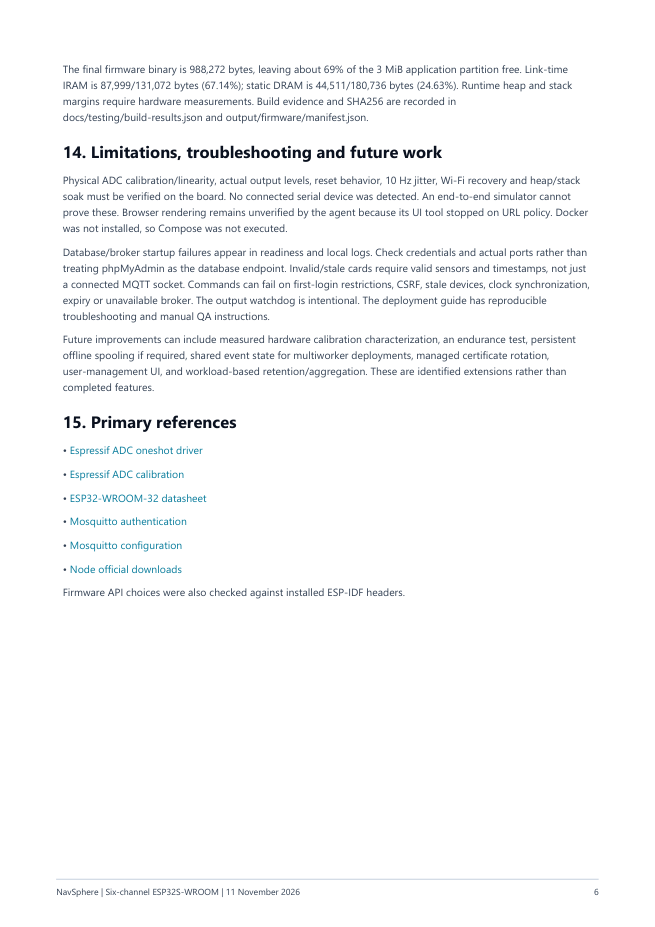 The final firmware binary is 988,272 bytes, leaving about 69% of the 3 MiB application partition free. Link-time
IRAM is 87,999/131,072 bytes (67.14%); static DRAM is 44,511/180,736 bytes (24.63%). Runtime heap and stack
margins require hardware measurements. Build evidence and SHA256 are recorded in
docs/testing/build-results.json and output/firmware/manifest.json.
14. Limitations, troubleshooting and future work
Physical ADC calibration/linearity, actual output levels, reset behavior, 10 Hz jitter, Wi-Fi recovery and heap/stack
soak must be verified on the board. No connected serial device was detected. An end-to-end simulator cannot
prove these. Browser rendering remains unverified by the agent because its UI tool stopped on URL policy. Docker
was not installed, so Compose was not executed.
Database/broker startup failures appear in readiness and local logs. Check credentials and actual ports rather than
treating phpMyAdmin as the database endpoint. Invalid/stale cards require valid sensors and timestamps, not just
a connected MQTT socket. Commands can fail on first-login restrictions, CSRF, stale devices, clock synchronization,
expiry or unavailable broker. The output watchdog is intentional. The deployment guide has reproducible
troubleshooting and manual QA instructions.
Future improvements can include measured hardware calibration characterization, an endurance test, persistent
offline spooling if required, shared event state for multiworker deployments, managed certificate rotation,
user-management UI, and workload-based retention/aggregation. These are identified extensions rather than
completed features.
15. Primary references
• Espressif ADC oneshot driver
• Espressif ADC calibration
• ESP32-WROOM-32 datasheet
• Mosquitto authentication
• Mosquitto configuration
• Node official downloads
Firmware API choices were also checked against installed ESP-IDF headers.
NavSphere | Six-channel ESP32S-WROOM | 11 November 2026 6